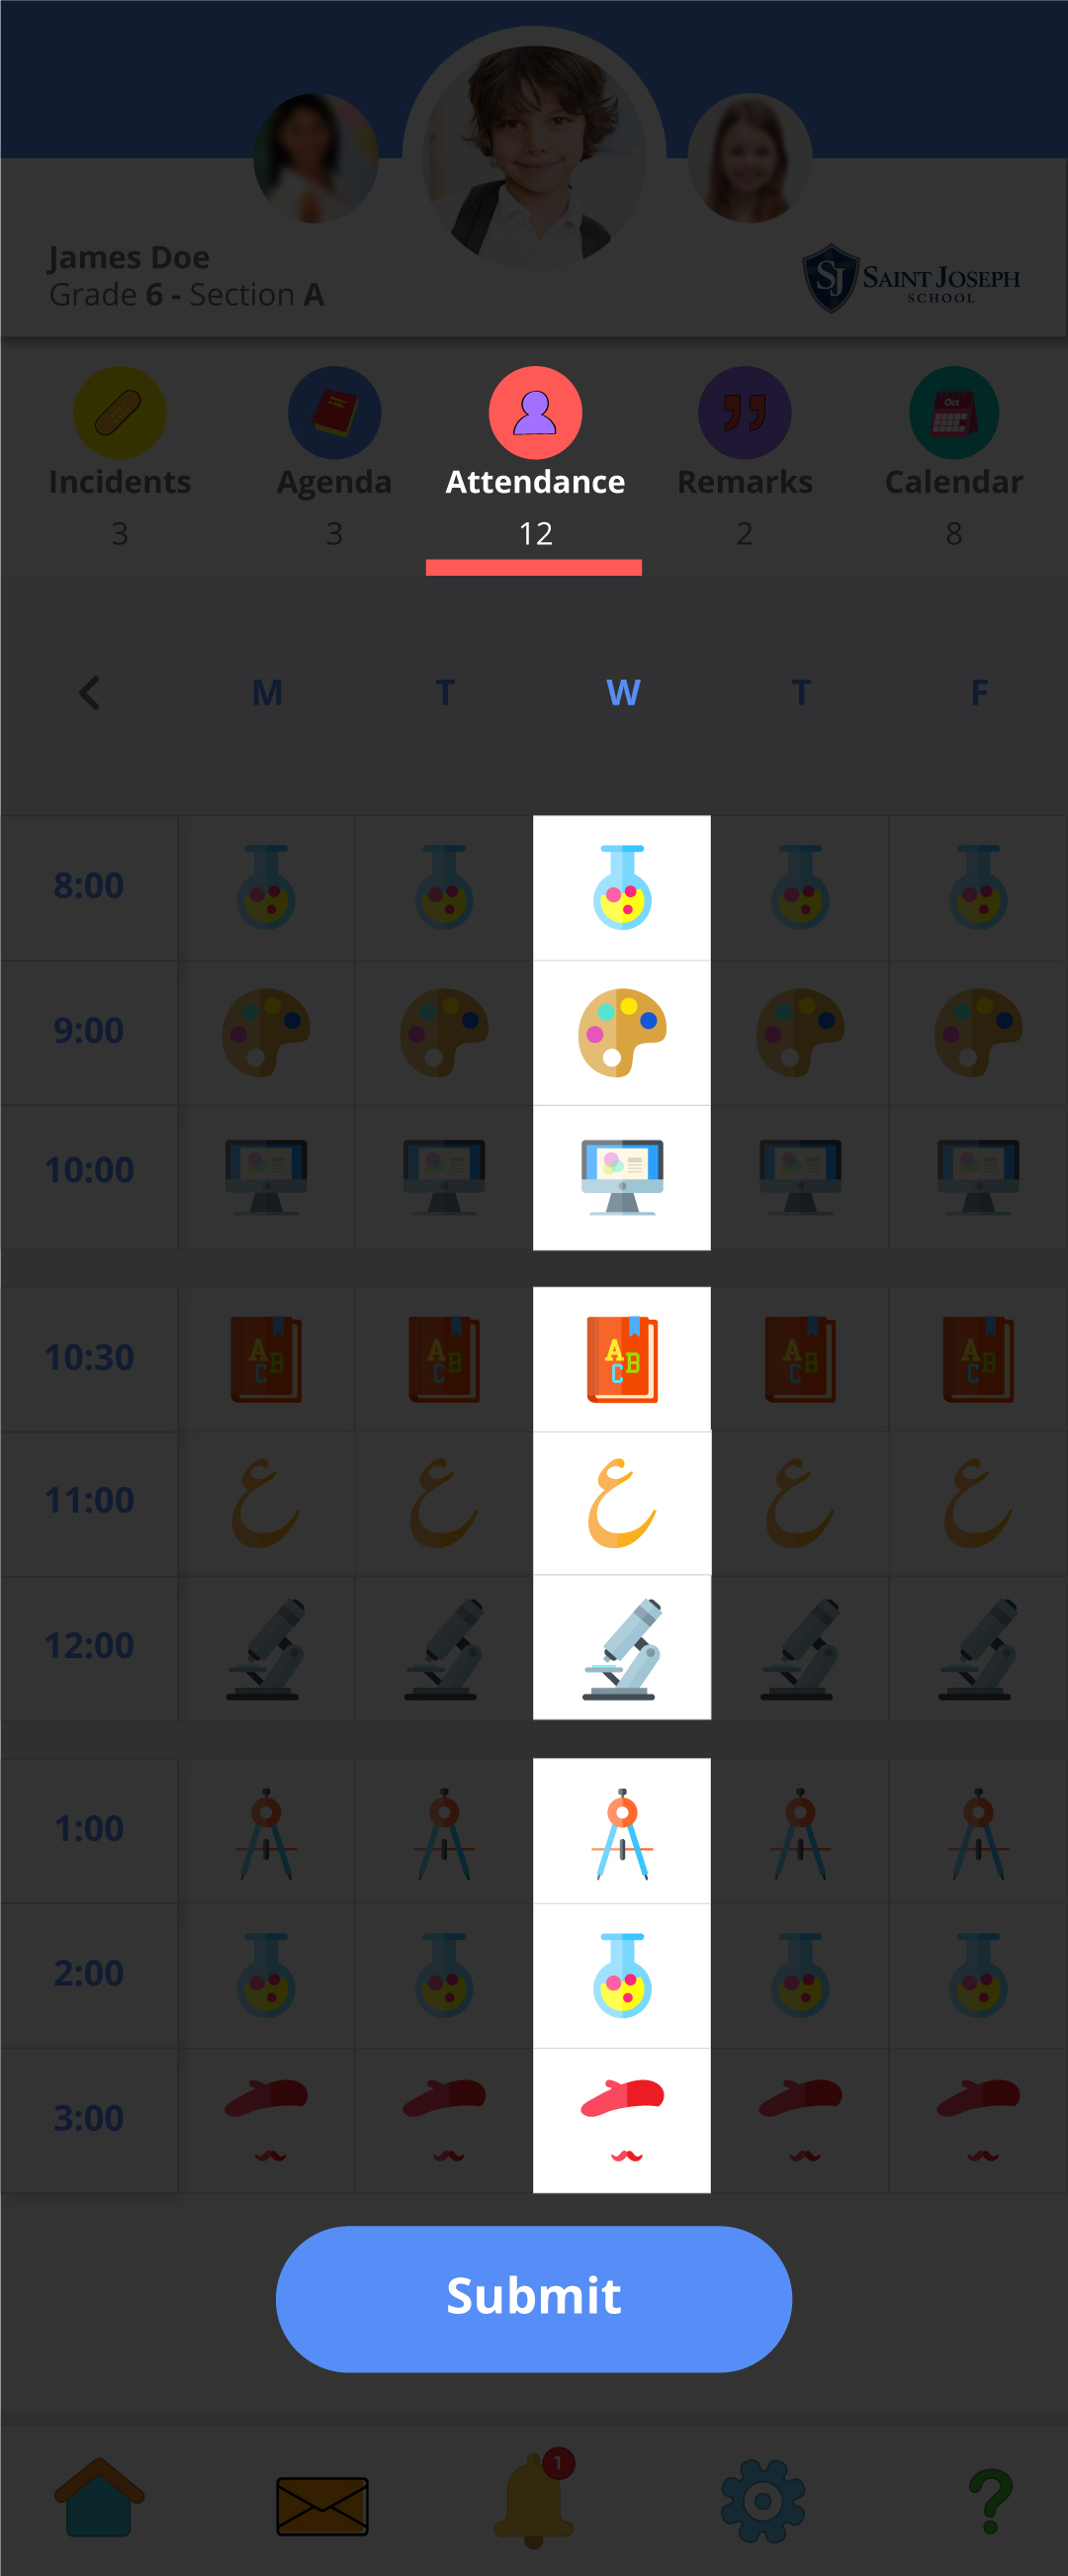 James Doe
Grade 6 - Section A
SJ SAINT JOSEPH
SCHOOL
Incidents Agenda Attendance Remarks Calendar
Oct
3 3 12 2 8
M T W T F
8:00
9:00
10:00
10:30
A B C A B C A B C A B C A B C
11:00
ع ع ع ع ع
12:00
1:00
2:00
3:00
Submit
1
?